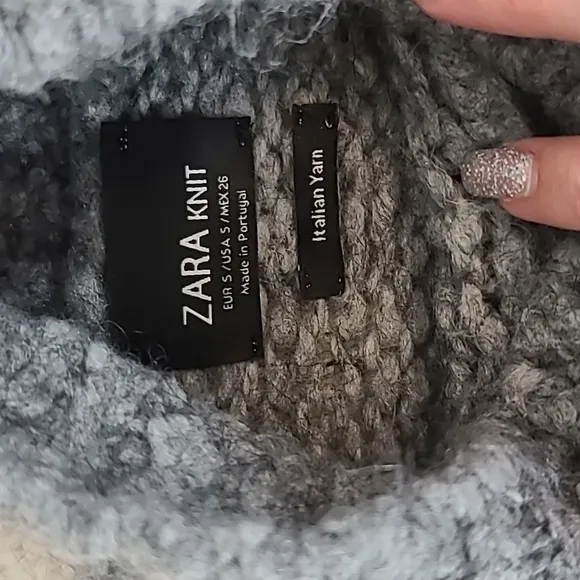 ZARA KNIT
EUR S / USA S / MEX 26
Made in Portugal
Italian Yarn